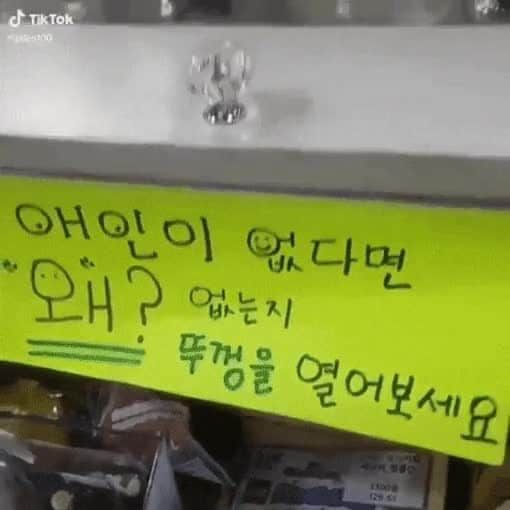 TikTok
애인이 없다면
"왜"? 없는지
뚜껑을 열어보세요